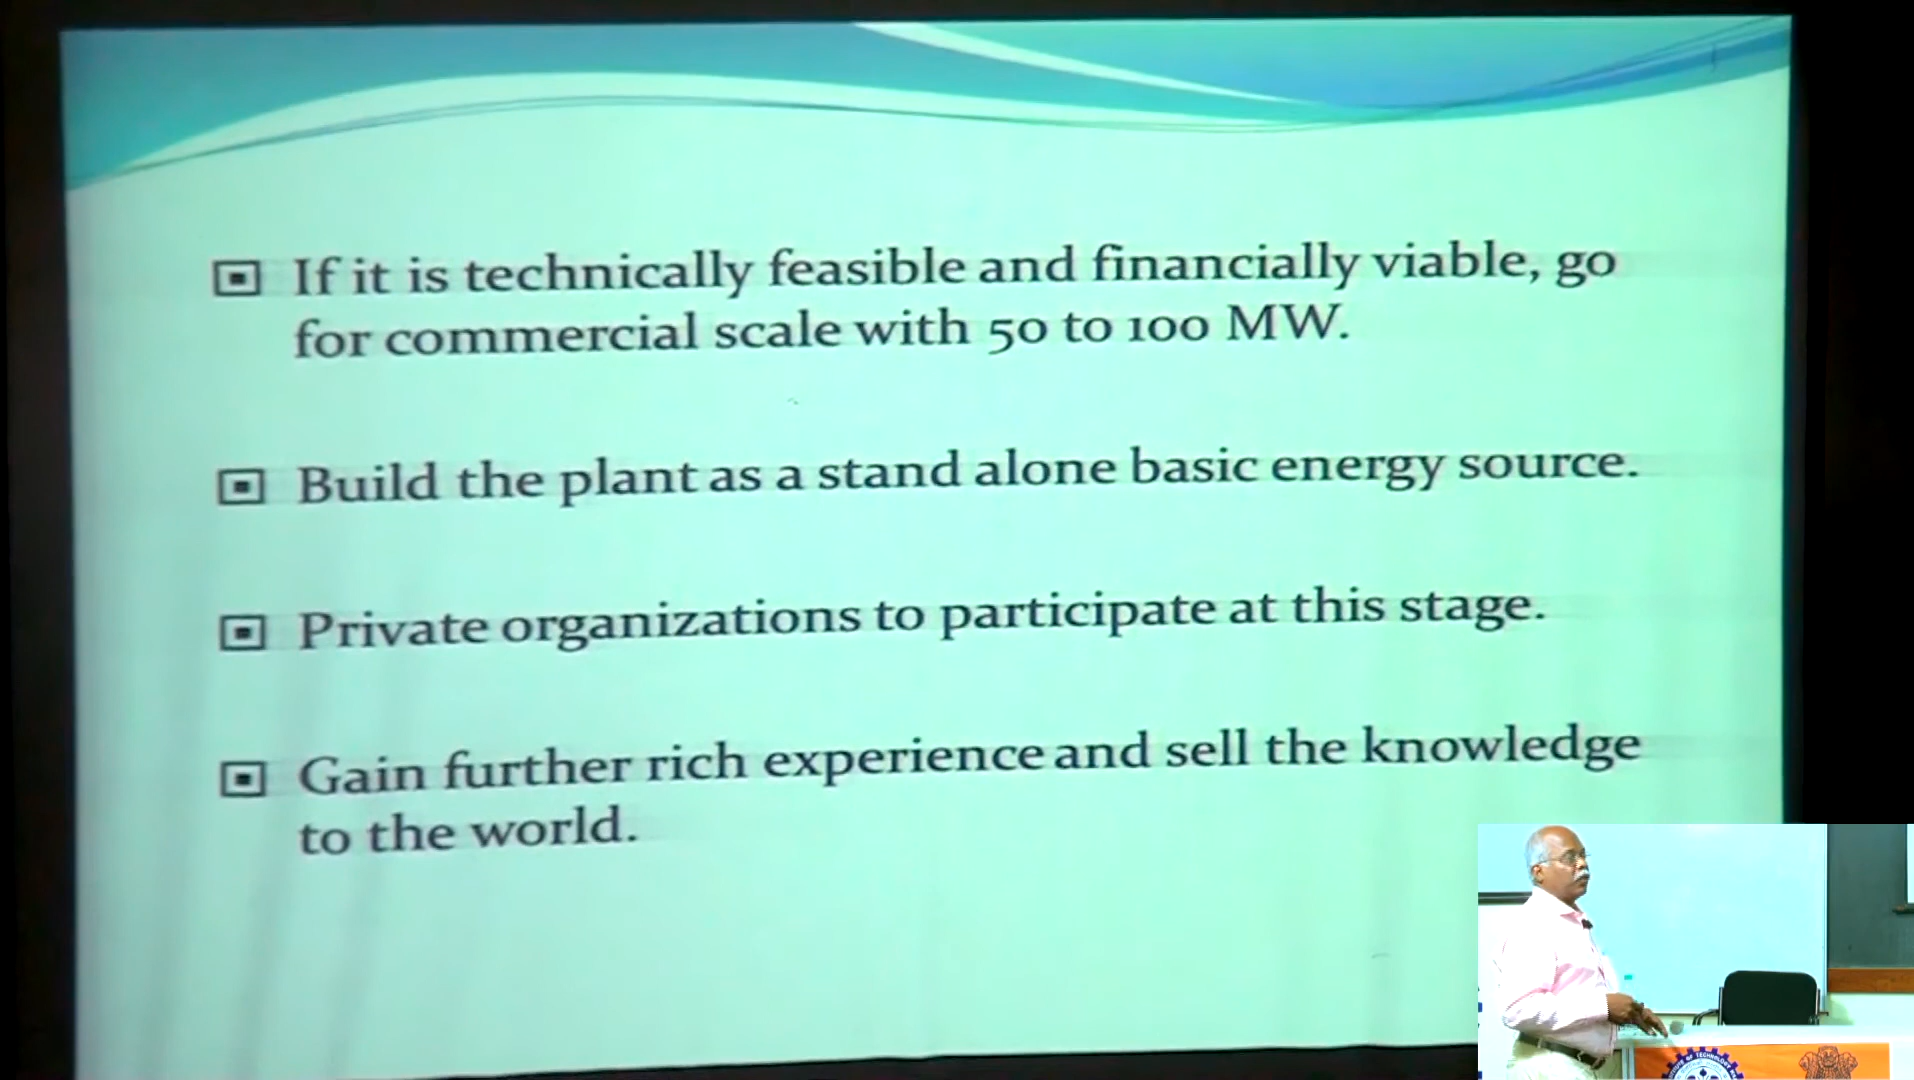 If it is technically feasible and financially viable, go
for commercial scale with 50 to 100 MW.
Build the plant as a stand alone basic energy source.
Private organizations to participate at this stage.
Gain further rich experience and sell the knowledge
to the world.
OF TECHNOLOGY